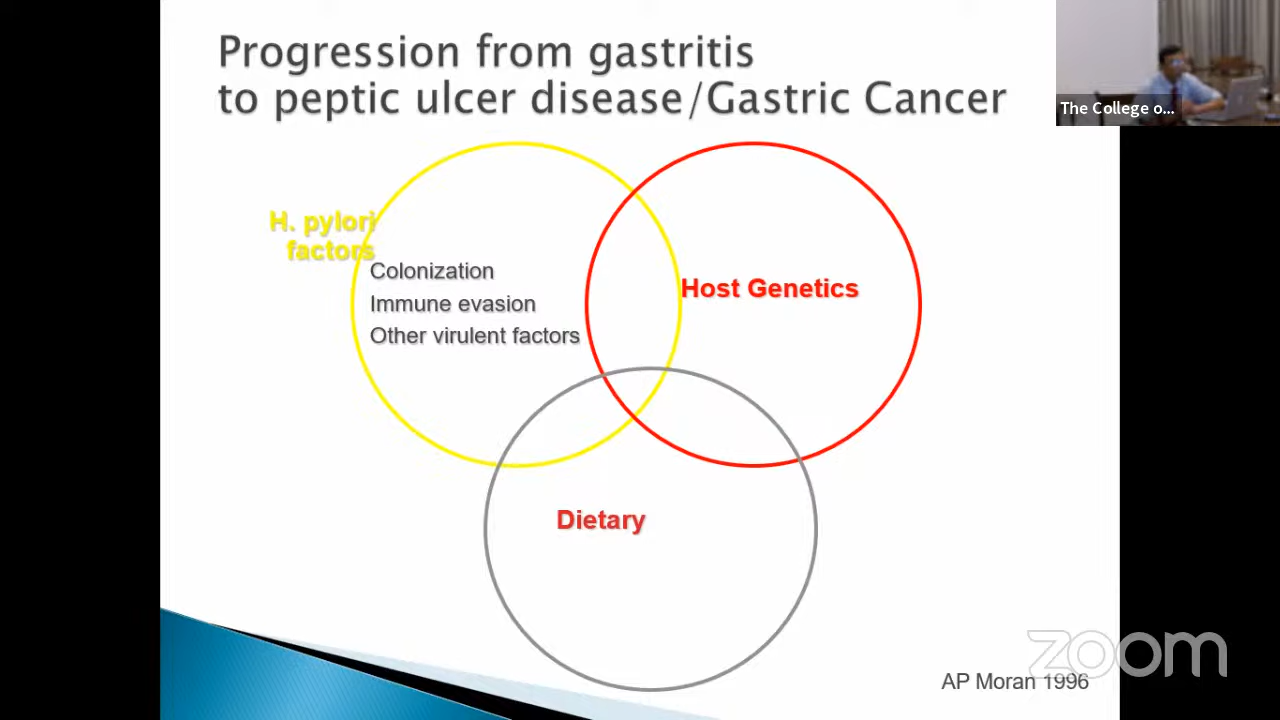 Progression from gastritis
to peptic ulcer disease/Gastric Cancer
The College o...
H. pylori
factors
Colonization
Immune evasion
Other virulent factors
Host Genetics
Dietary
zoom
AP Moran 1996